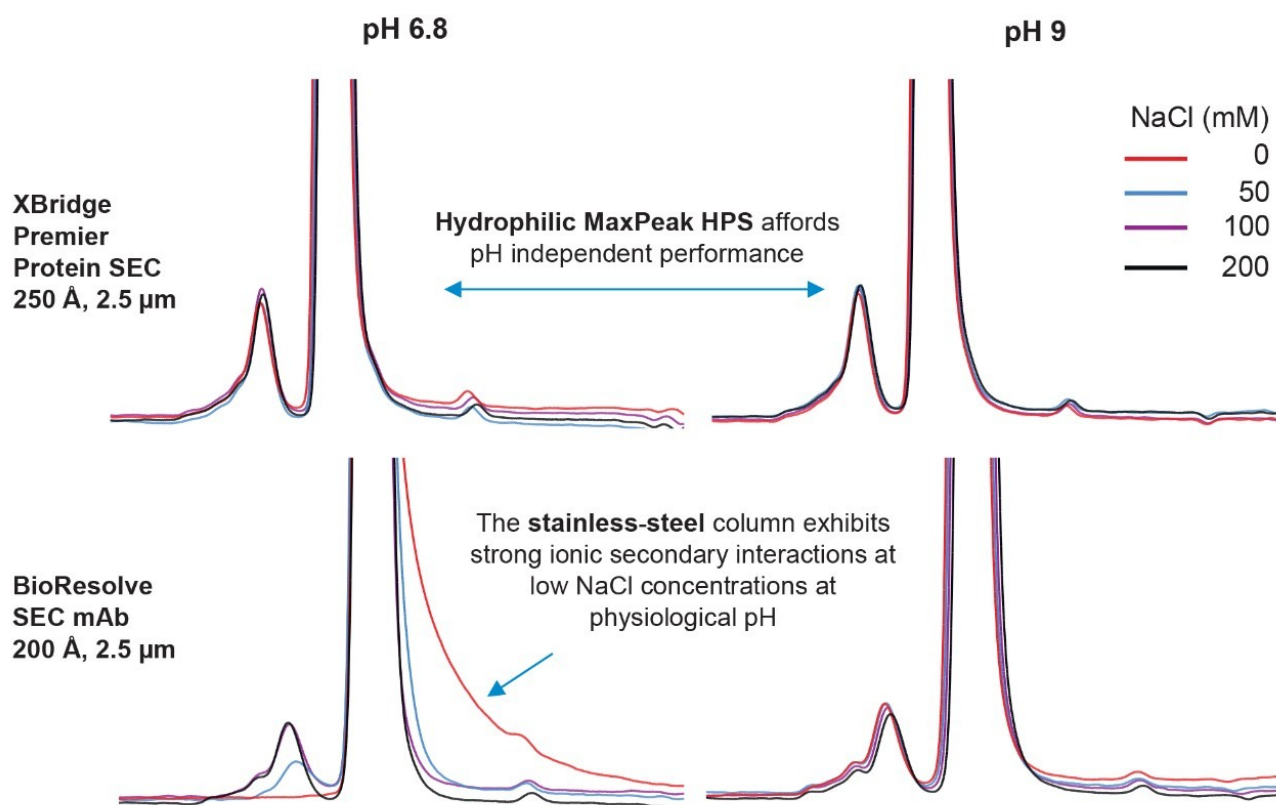 pH 6.8
pH 9
NaCl (mM)
0
50
100
200
XBridge
Premier
Protein SEC
250 Å, 2.5 µm
Hydrophilic MaxPeak HPS affords
pH independent performance
The stainless-steel column exhibits
strong ionic secondary interactions at
low NaCl concentrations at
physiological pH
BioResolve
SEC mAb
200 Å, 2.5 µm